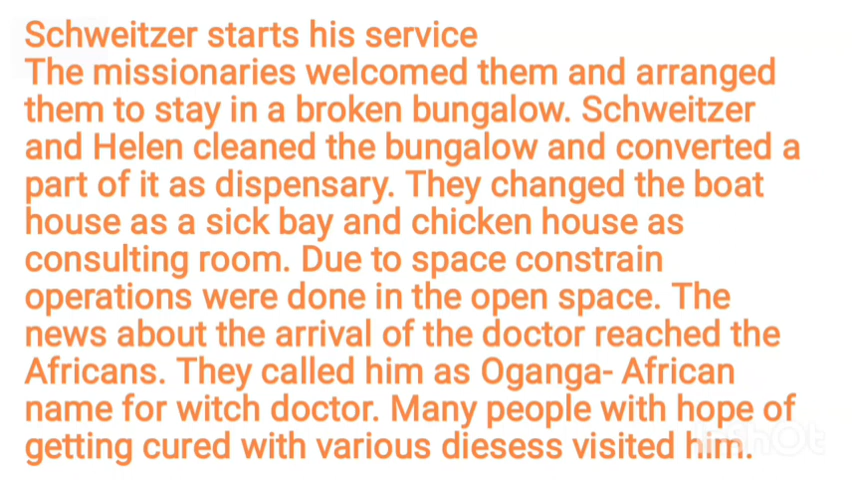 Schweitzer starts his service
The missionaries welcomed them and arranged
them to stay in a broken bungalow. Schweitzer
and Helen cleaned the bungalow and converted a
part of it as dispensary. They changed the boat
house as a sick bay and chicken house as
consulting room. Due to space constrain
operations were done in the open space. The
news about the arrival of the doctor reached the
Africans. They called him as Oganga- African
name for witch doctor. Many people with hope of
getting cured with various diesess visited him.